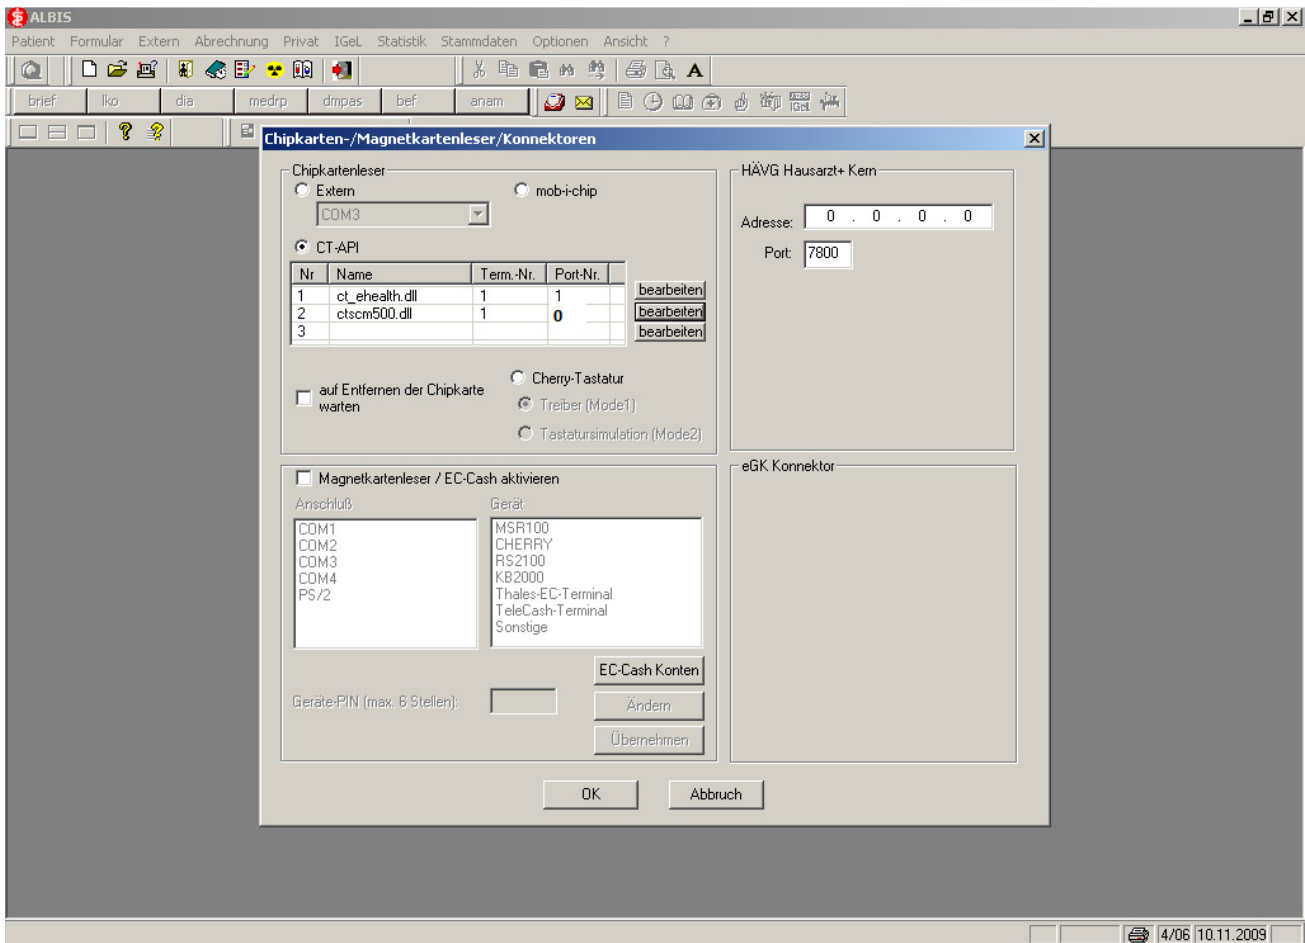 ALBIS
Patient Formular Extern Abrechnung Privat IGeL Statistik Stammdaten Optionen Ansicht ?
A
brief lko dia medrp dmpas bef anam
Chipkarten-/Magnetkartenleser/Konnektoren
Chipkartenleser
Extern
mob-i-chip
COM3
CT-API
Nr Name Term.-Nr. Port-Nr.
1 ct_ehealth.dll 1 1 bearbeiten
2 ctscm500.dll 1 0 bearbeiten
3 bearbeiten
auf Entfernen der Chipkarte
warten
Cherry-Tastatur
Treiber (Mode1)
Tastatursimulation (Mode2)
HÄVG Hausarzt+ Kern
Adresse: 0 . 0 . 0 . 0
Port: 7800
Magnetkartenleser / EC-Cash aktivieren
Anschluß
COM1
COM2
COM3
COM4
PS/2
Gerät
MSR100
CHERRY
RS2100
KB2000
Thales-EC-Terminal
TeleCash-Terminal
Sonstige
EC-Cash Konten
Geräte-PIN (max. 6 Stellen):
Ändern
Übernehmen
eGK Konnektor
OK Abbruch
4/06 10.11.2009